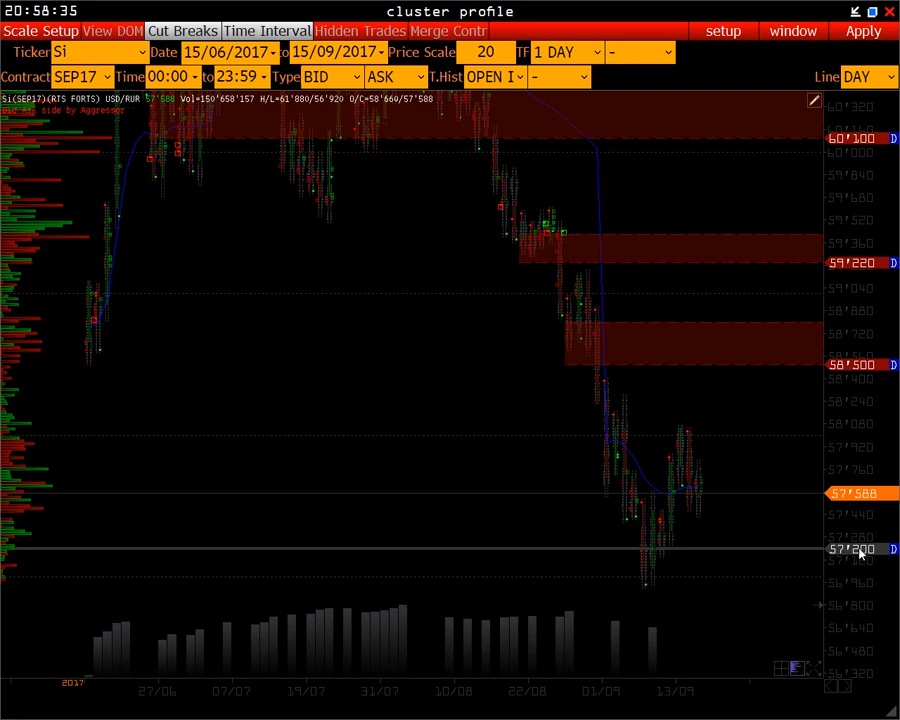 20:58:35 cluster profile
Scale Setup View DOM Cut Breaks Time Interval Hidden Trades Merge Contr setup window Apply
Ticker Si Date 15/06/2017 to 15/09/2017 Price Scale 20 TF 1 DAY -
Contract SEP17 Time 00:00 to 23:59 Type BID ASK T.Hist OPEN I - Line DAY
Si(SEP17)(RTS FORTS) USD/RUR 57'588 Vol=150'658'157 H/L=61'880/56'920 O/C=58'660/57'588
side by Aggressor
60'320
60'100 D
60'000
59'840
59'680
59'520
59'360
59'220 D
59'040
58'880
58'720
58'500 D
58'400
58'240
58'080
57'920
57'760
57'588
57'440
57'280
57'200 D
56'960
56'800
56'640
56'480
56'320
2017
27/06 07/07 19/07 31/07 10/08 22/08 01/09 13/09